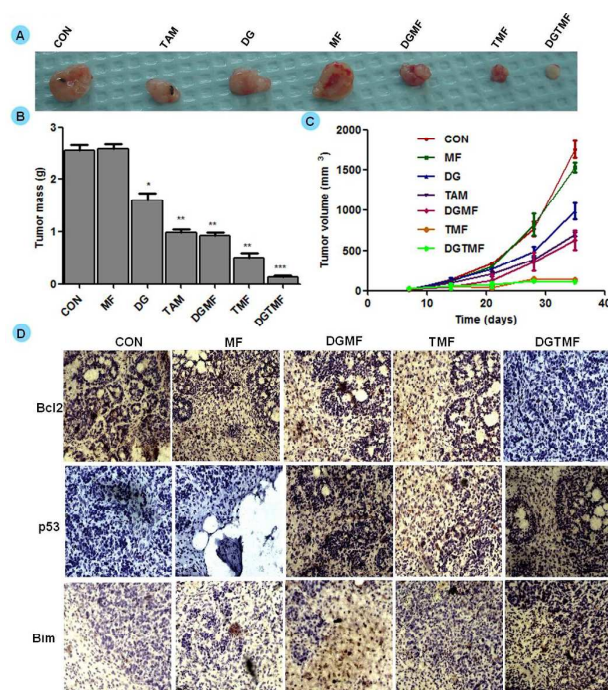 A
CON TAM DG MF DGMF TMF DGTMF
B
Tumor mass (g)
3
2
1
0
*
**
**
**
***
CON MF DG TAM DGMF TMF DGTMF
C
Tumor volume (mm 3)
2000
1500
1000
500
0
CON
MF
DG
TAM
DGMF
TMF
DGTMF
0 10 20 30 40
Time (days)
D
CON MF DGMF TMF DGTMF
Bcl2
p53
Bim